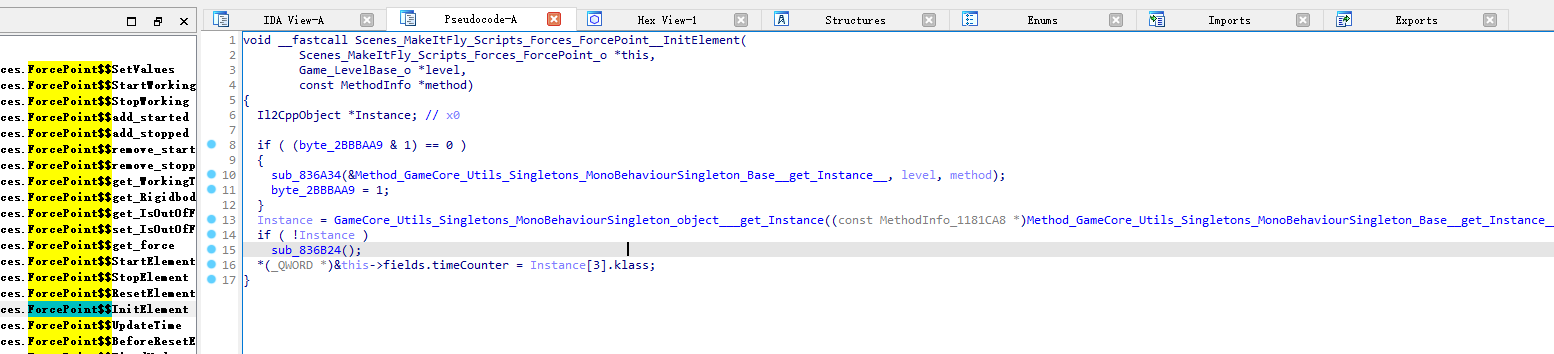 IDA View-A
Pseudocode-A
Hex View-1
Structures
Enums
Imports
Exports
ces.ForcePoint$$SetValues
ces.ForcePoint$$StartWorking
ces.ForcePoint$$StopWorking
ces.ForcePoint$$add_started
ces.ForcePoint$$add_stopped
ces.ForcePoint$$remove_start
ces.ForcePoint$$remove_stopp
ces.ForcePoint$$get_WorkingT
ces.ForcePoint$$get_Rigidbod
ces.ForcePoint$$get_IsOutOfF
ces.ForcePoint$$set_IsOutOfF
ces.ForcePoint$$get_force
ces.ForcePoint$$StartElement
ces.ForcePoint$$StopElement
ces.ForcePoint$$ResetElement
ces.ForcePoint$$InitElement
ces.ForcePoint$$UpdateTime
ces.ForcePoint$$BeforeResetE
1 void __fastcall Scenes_MakeItFly_Scripts_Forces_ForcePoint__InitElement(
2 Scenes_MakeItFly_Scripts_Forces_ForcePoint_o *this,
3 Game_LevelBase_o *level,
4 const MethodInfo *method)
5 {
6 Il2CppObject *Instance; // x0
7
8 if ( (byte_2BBBAA9 & 1) == 0 )
9 {
10 sub_836A34(&Method_GameCore_Utils_Singletons_MonoBehaviourSingleton_Base__get_Instance__, level, method);
11 byte_2BBBAA9 = 1;
12 }
13 Instance = GameCore_Utils_Singletons_MonoBehaviourSingleton_object___get_Instance((const MethodInfo_1181CA8 *)Method_GameCore_Utils_Singletons_MonoBehaviourSingleton_Base__get_Instance__
14 if ( !Instance )
15 sub_836B24();
16 *(_QWORD *)&this->fields.timeCounter = Instance[3].klass;
17 }